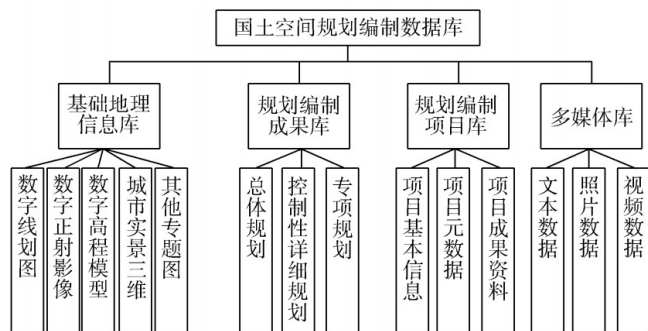 国土空间规划编制数据库
基础地理
信息库
规划编制
成果库
规划编制
项目库
多媒体库
数字线划图
数字正射影像
数字高程模型
城市实景三维
其他专题图
总体规划
控制性详细规划
专项规划
项目基本信息
项目元数据
项目成果资料
文本数据
照片数据
视频数据